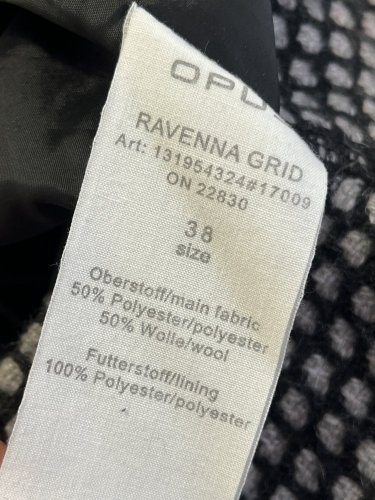 OPUS
RAVENNA GRID
Art: 131954324#17009
ON 22830
38
size
Oberstoff/main fabric
50% Polyester/polyester
50% Wolle/wool
Futterstoff/lining
100% Polyester/polyester